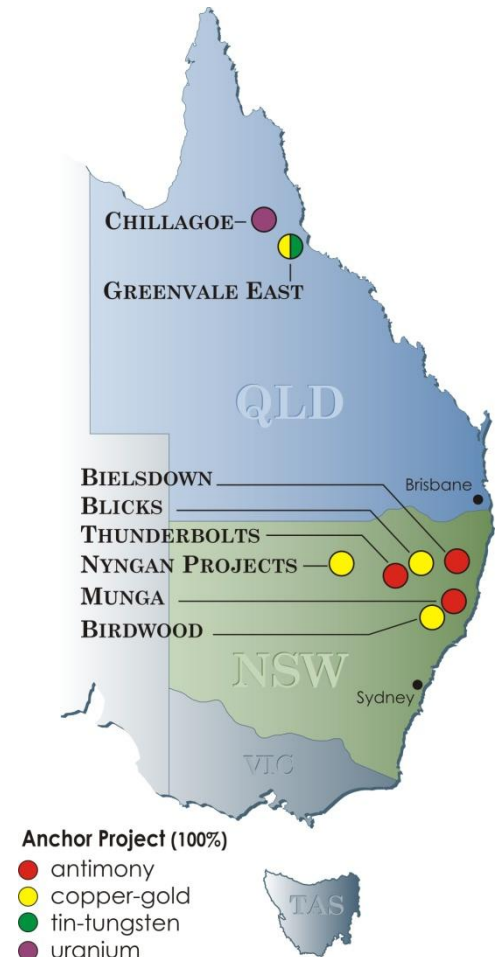 CHILLAGOE
GREENVALE EAST
QLD
BIELSDOWN
Brisbane
BLICKS
THUNDERBOLTS
NYNGAN PROJECTS
MUNGA
BIRDWOOD
NSW
Sydney
VIC
Anchor Project (100%)
antimony
copper-gold
tin-tungsten
uranium
TAS